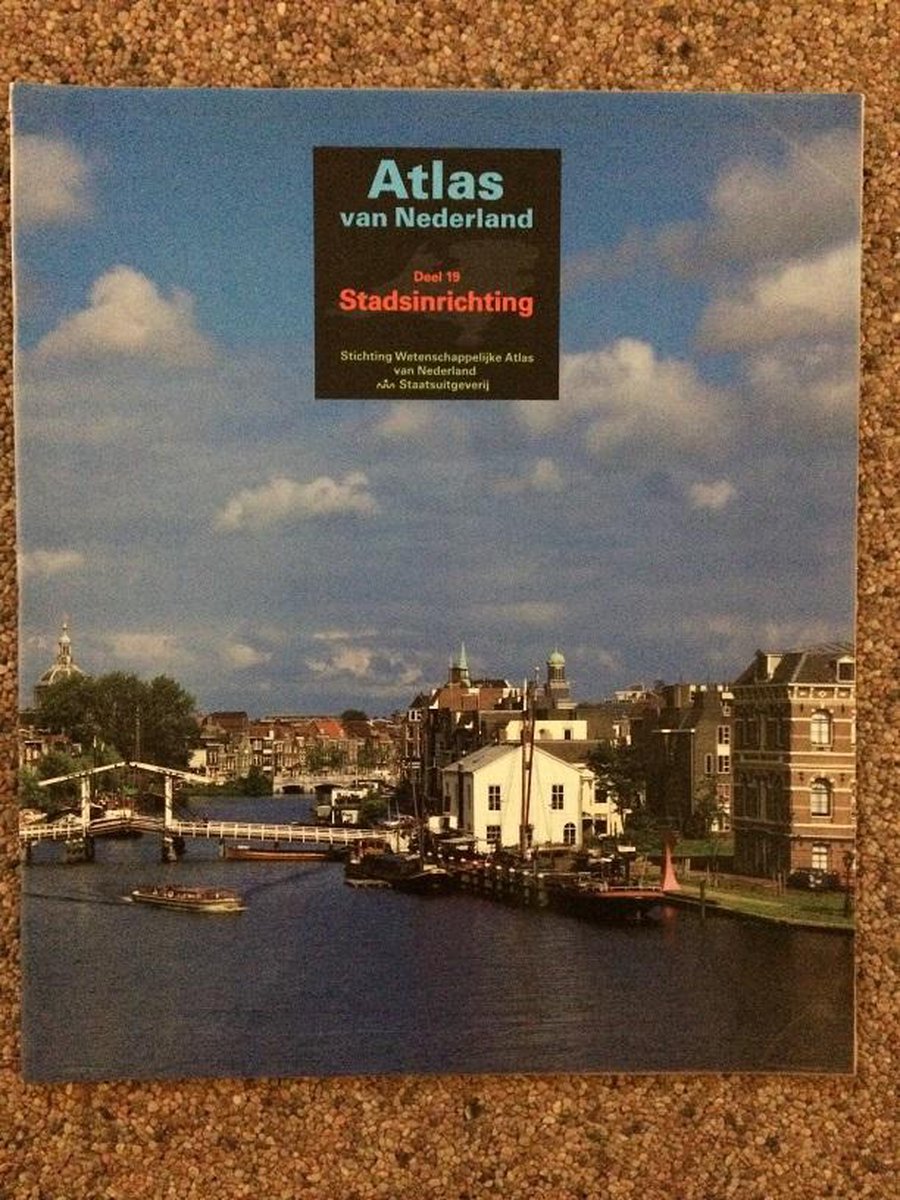 Atlas
van Nederland
Deel 19
Stadsinrichting
Stichting Wetenschappelijke Atlas
van Nederland
Staatsuitgeverij